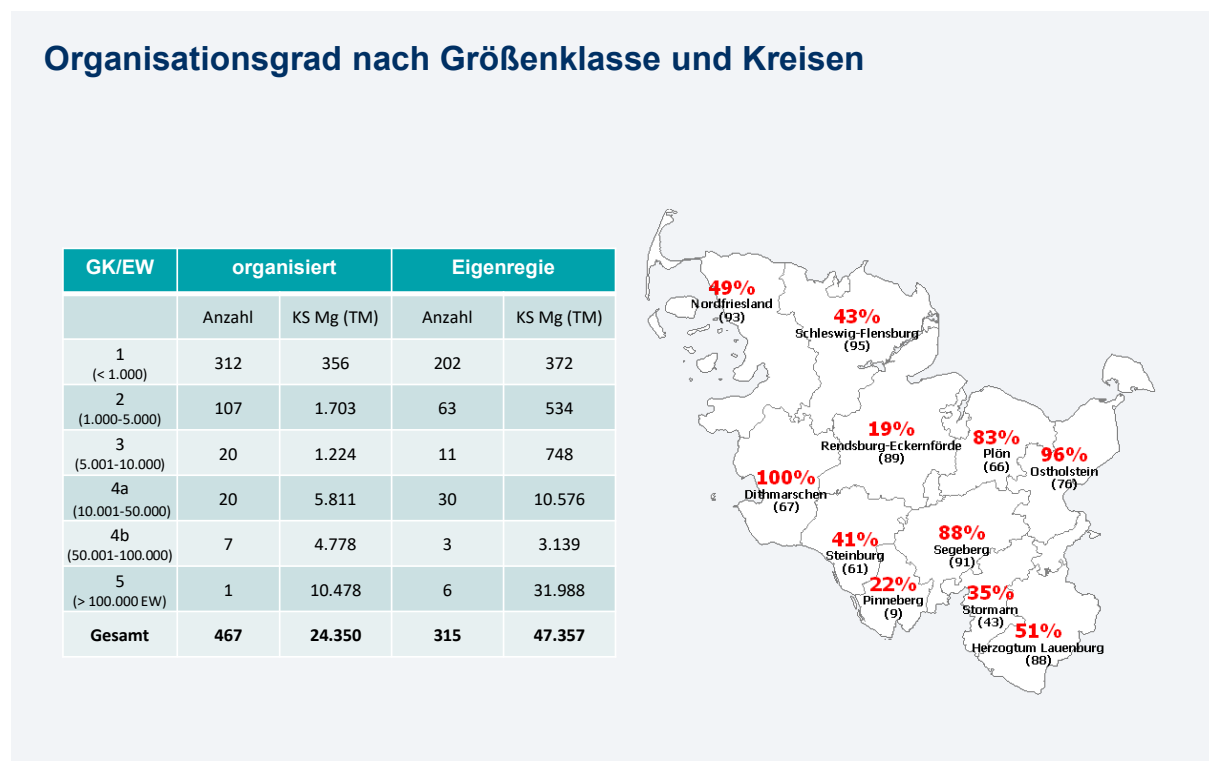 Organisationsgrad nach Größenklasse und Kreisen
GK/EW organisiert Eigenregie
Anzahl KS Mg (TM) Anzahl KS Mg (TM)
1
(< 1.000)
312 356 202 372
2
(1.000-5.000)
107 1.703 63 534
3
(5.001-10.000)
20 1.224 11 748
4a
(10.001-50.000)
20 5.811 30 10.576
4b
(50.001-100.000)
7 4.778 3 3.139
5
(> 100.000 EW)
1 10.478 6 31.988
Gesamt 467 24.350 315 47.357
49%
Nordfriesland
(93)
43%
Schleswig-Flensburg
(95)
19%
Rendsburg-Eckernförde
(89)
83%
Plön
(66)
96%
Ostholstein
(76)
100%
Dithmarschen
(67)
41%
Steinburg
(61)
88%
Segeberg
(91)
22%
Pinneberg
(9)
35%
Stormarn
(43)
51%
Herzogtum Lauenburg
(88)